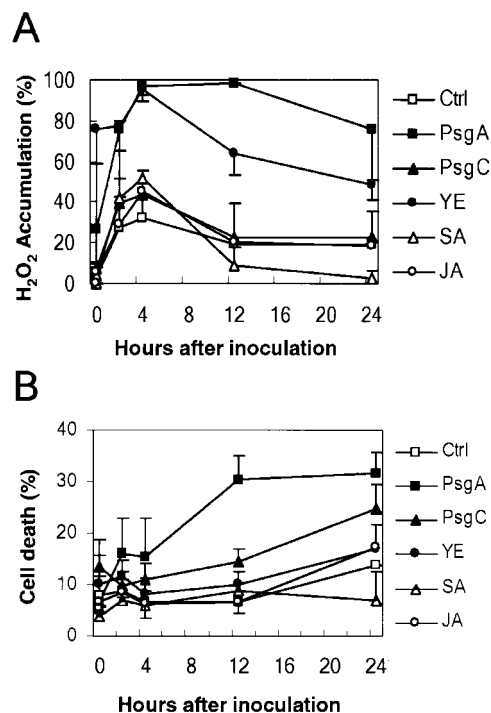 A
H₂O₂ Accumulation (%)
100
80
60
40
20
0
0 4 8 12 16 20 24
Hours after inoculation
Ctrl
PsgA
PsgC
YE
SA
JA
B
Cell death (%)
40
30
20
10
0
0 4 8 12 16 20 24
Hours after inoculation
Ctrl
PsgA
PsgC
YE
SA
JA